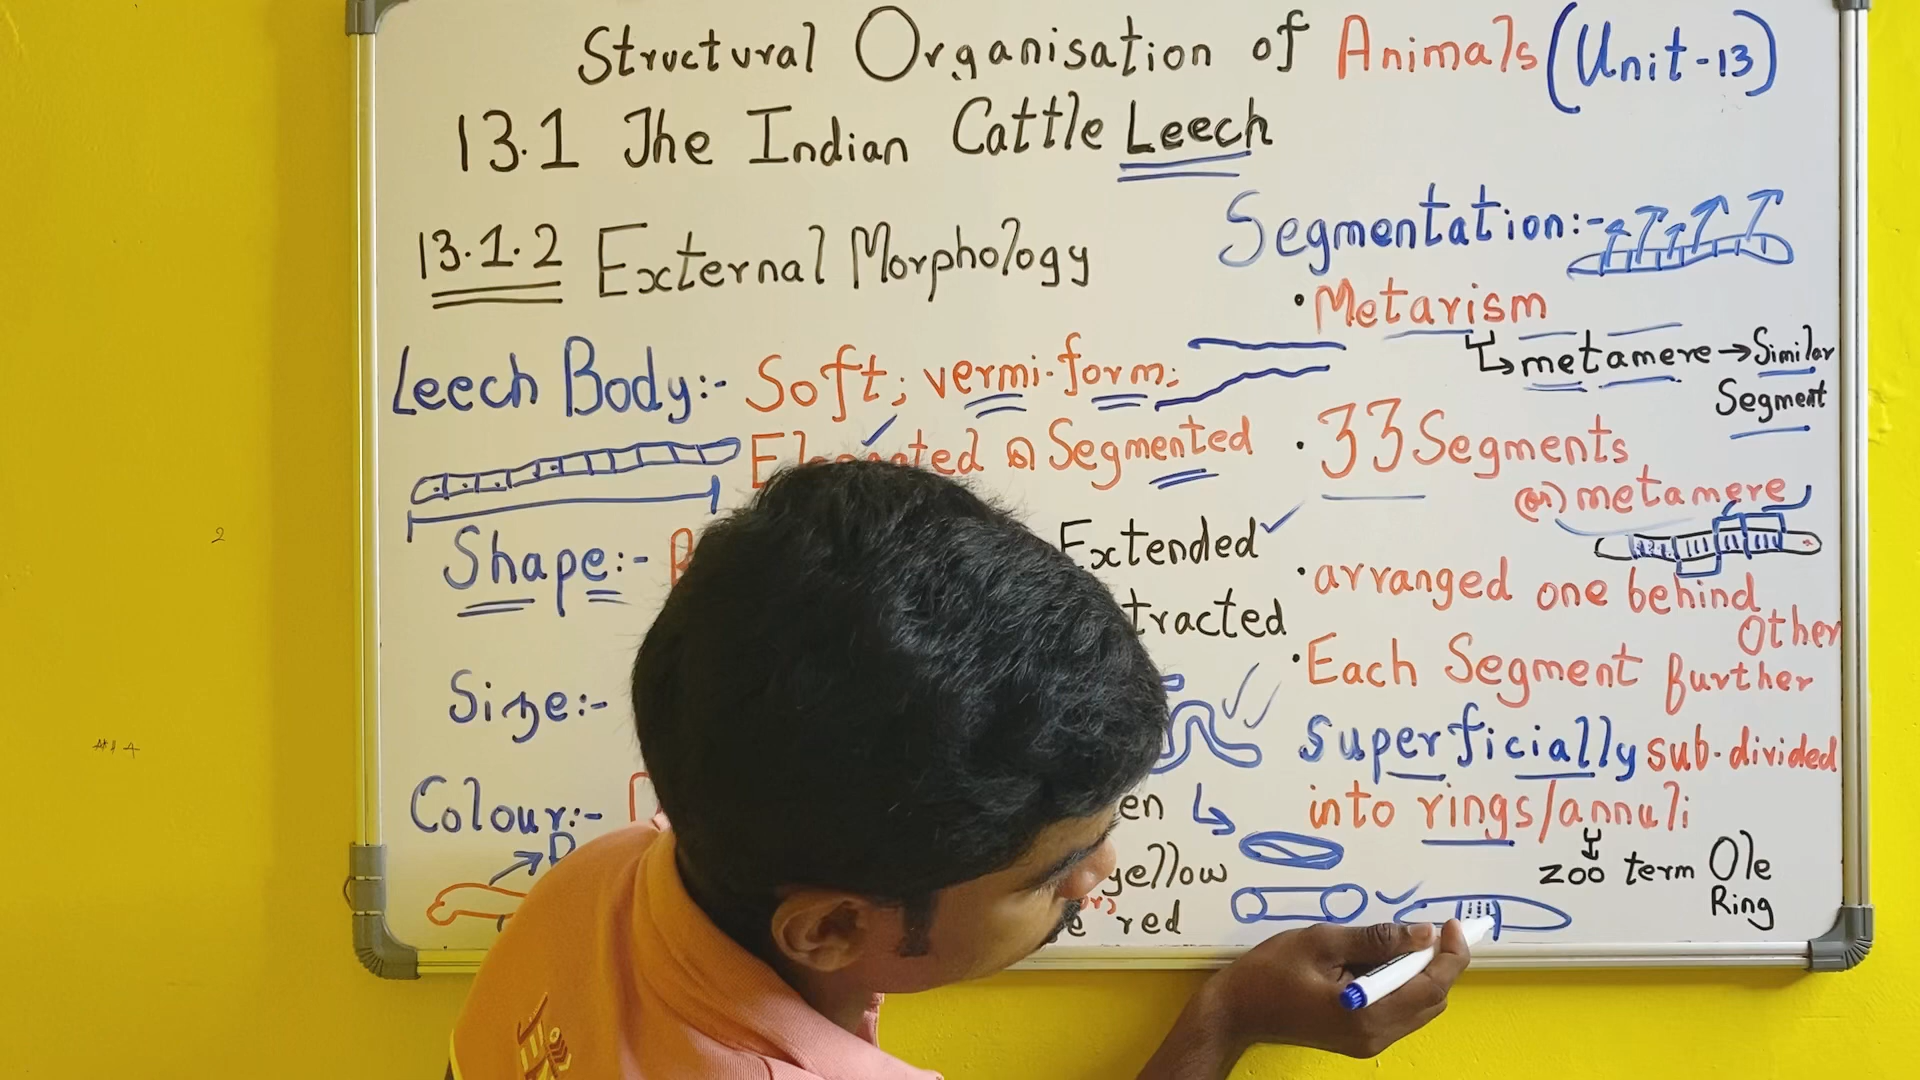 Structural Organisation of Animals (Unit-13)
13.1 The Indian Cattle Leech
13.1.2 External Morphology
Leech Body:- Soft; vermi-form;
Segmented
Shape:-
Extended
tracted
Size:-
Colour:-
en
yellow
red
Segmentation:-
• Metarism
metamere → Similar
Segment
• 33 Segments
(or) metamere
• arranged one behind
Other
• Each Segment further
superficially sub-divided
into rings/annuli
zoo term Ole
Ring